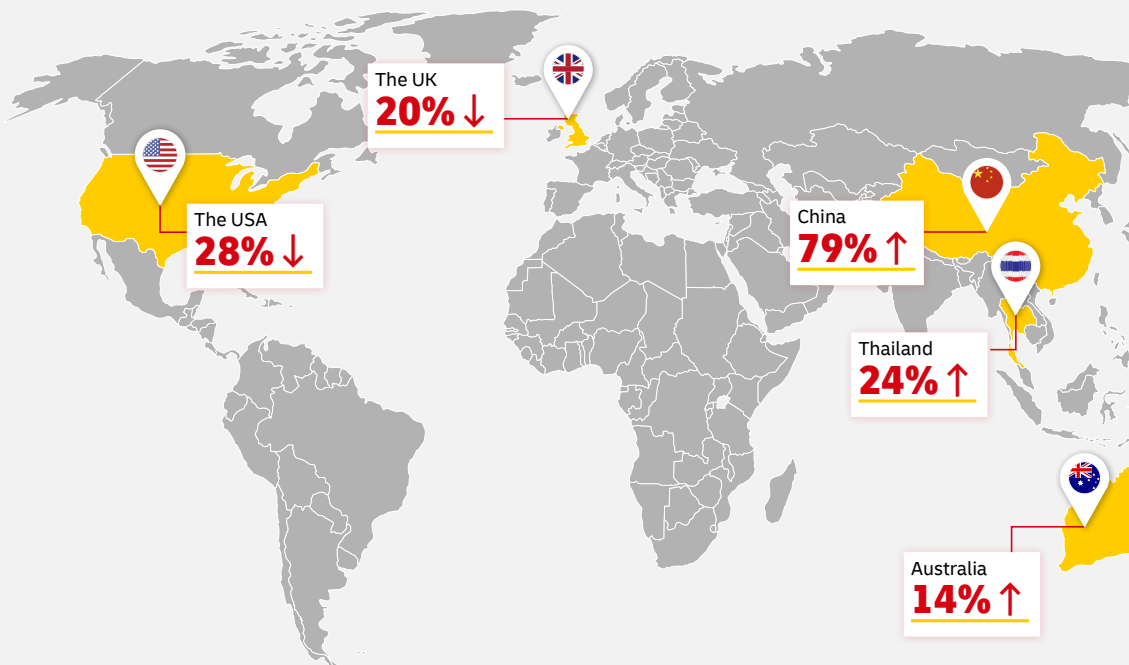 The UK
20% ↓
The USA
28% ↓
China
79% ↑
Thailand
24% ↑
Australia
14% ↑